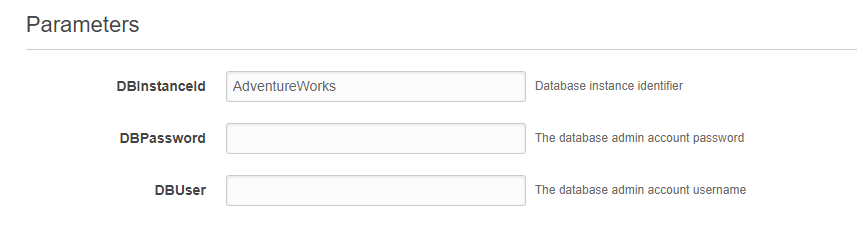 Parameters
DBInstanceId AdventureWorks Database instance identifier
DBPassword The database admin account password
DBUser The database admin account username